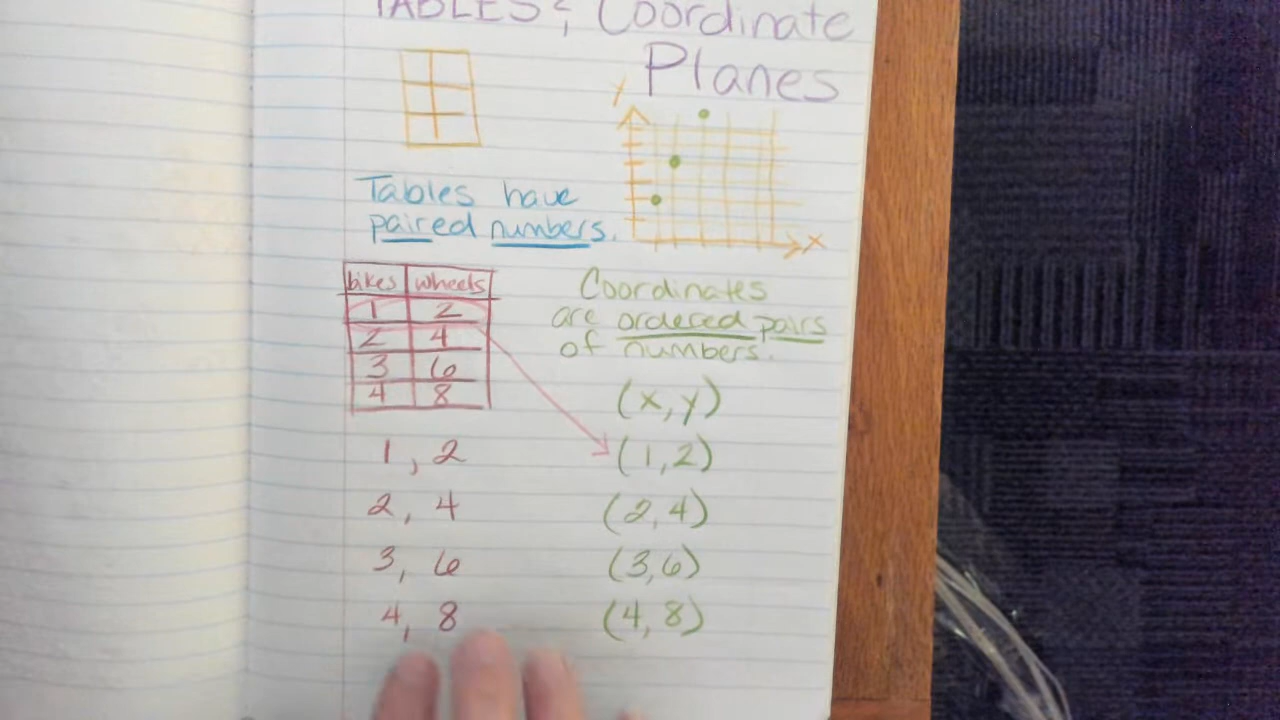 TABLES & Coordinate
Planes
Y
X
Tables have
paired numbers.
bikes wheels
1 2
2 4
3 6
4 8
Coordinates
are ordered pairs
of numbers.
(x,y)
1, 2
(1,2)
2, 4
(2,4)
3, 6
(3,6)
4, 8
(4,8)